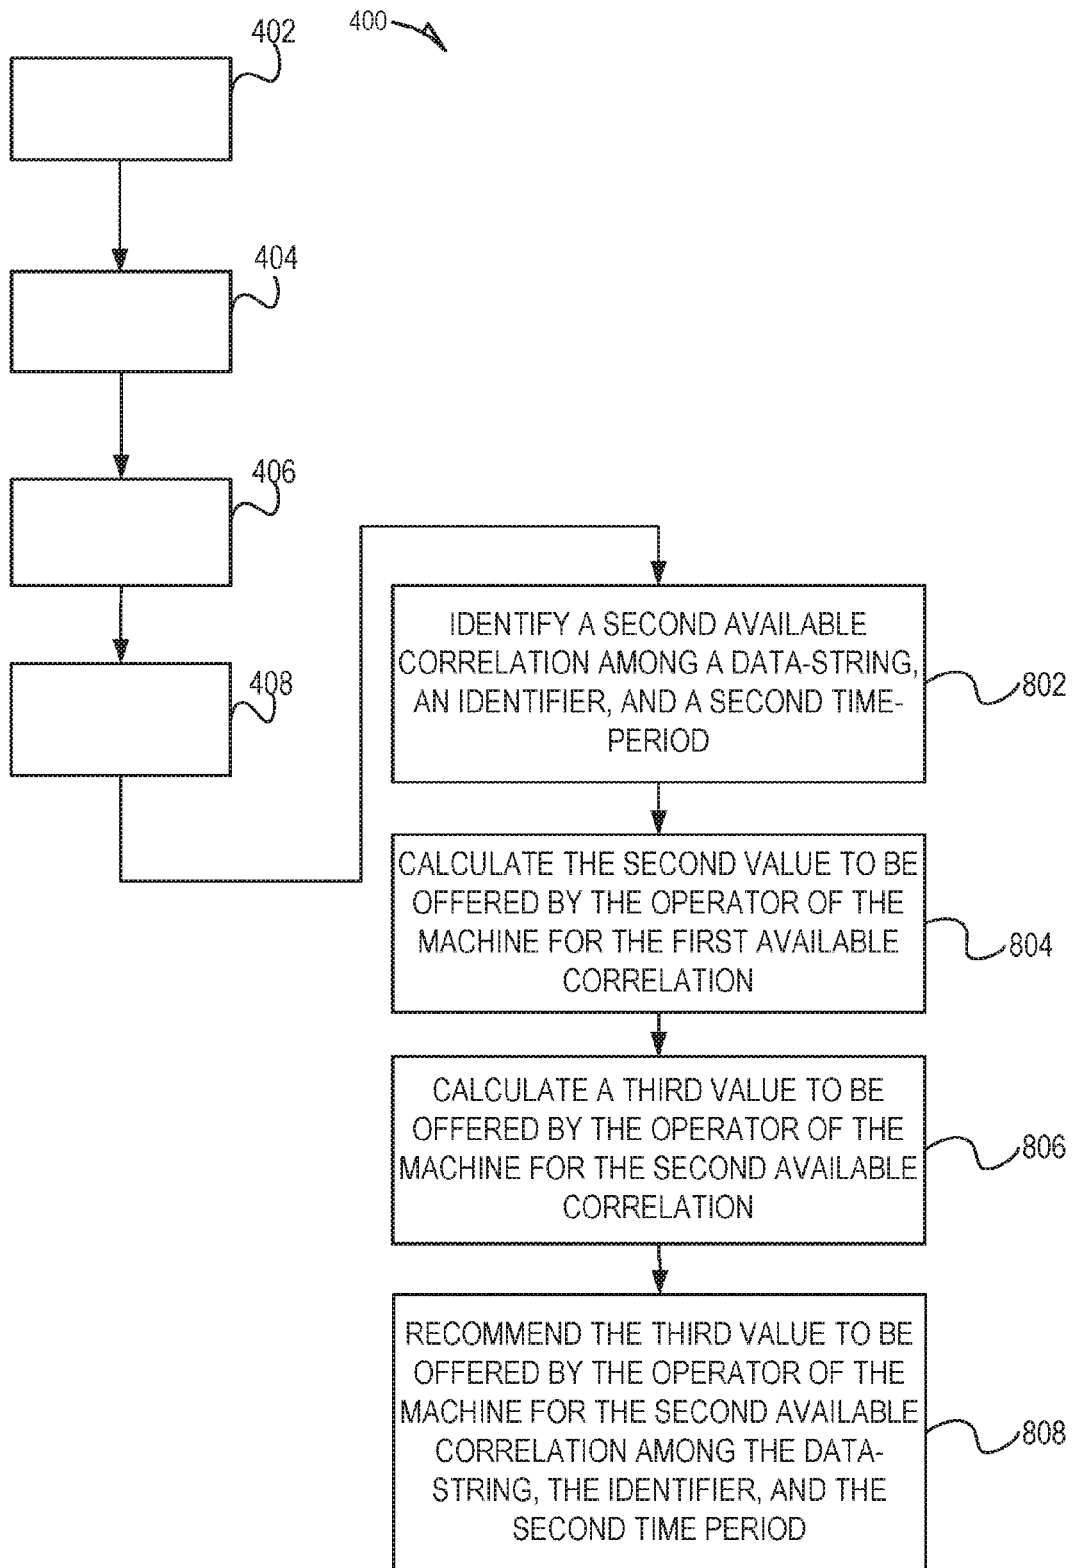 400
402
404
406
408
IDENTIFY A SECOND AVAILABLE
CORRELATION AMONG A DATA-STRING,
AN IDENTIFIER, AND A SECOND TIME-
PERIOD
802
CALCULATE THE SECOND VALUE TO BE
OFFERED BY THE OPERATOR OF THE
MACHINE FOR THE FIRST AVAILABLE
CORRELATION
804
CALCULATE A THIRD VALUE TO BE
OFFERED BY THE OPERATOR OF THE
MACHINE FOR THE SECOND AVAILABLE
CORRELATION
806
RECOMMEND THE THIRD VALUE TO BE
OFFERED BY THE OPERATOR OF THE
MACHINE FOR THE SECOND AVAILABLE
CORRELATION AMONG THE DATA-
STRING, THE IDENTIFIER, AND THE
SECOND TIME PERIOD
808